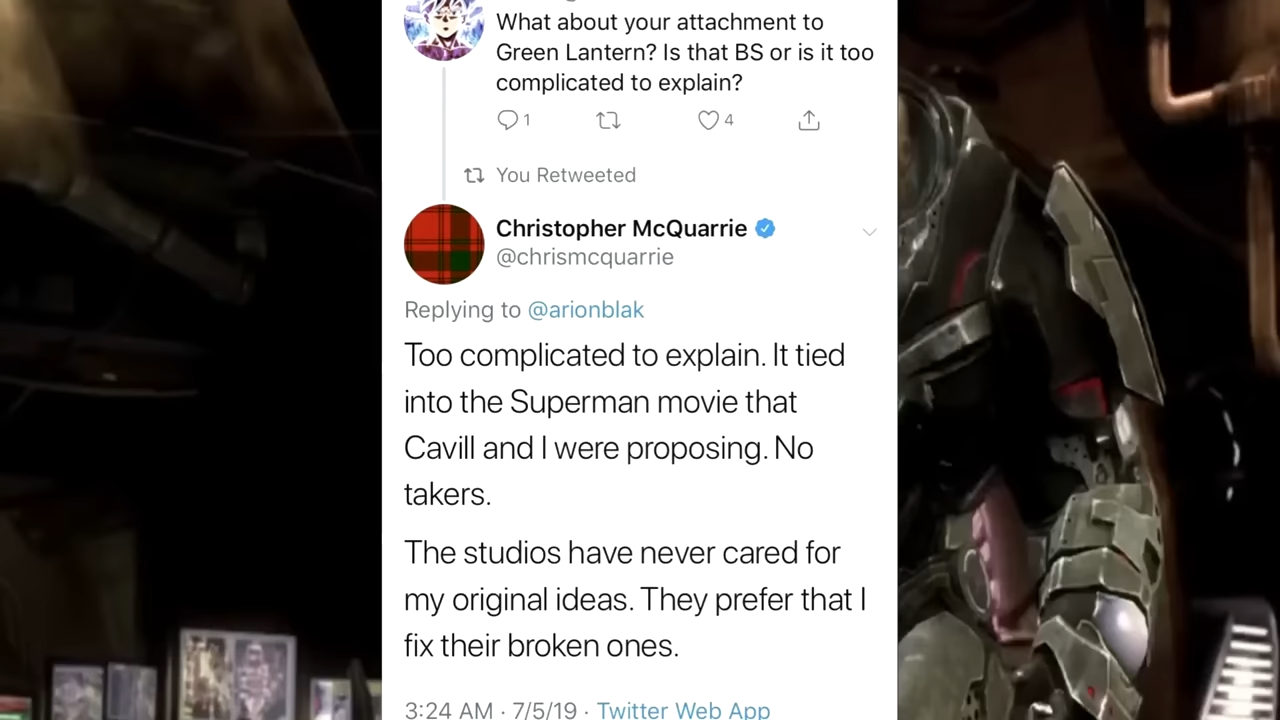 What about your attachment to
Green Lantern? Is that BS or is it too
complicated to explain?
1
4
You Retweeted
Christopher McQuarrie
@chrismcquarrie
Replying to @arionblak
Too complicated to explain. It tied
into the Superman movie that
Cavill and I were proposing. No
takers.
The studios have never cared for
my original ideas. They prefer that I
fix their broken ones.
3:24 AM · 7/5/19 · Twitter Web App